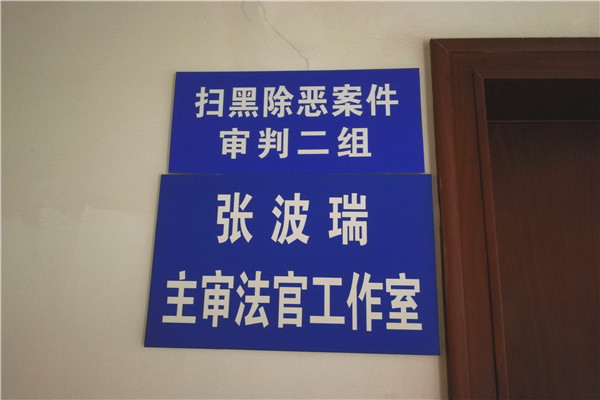 扫黑除恶案件
审判二组
张波瑞
主审法官工作室